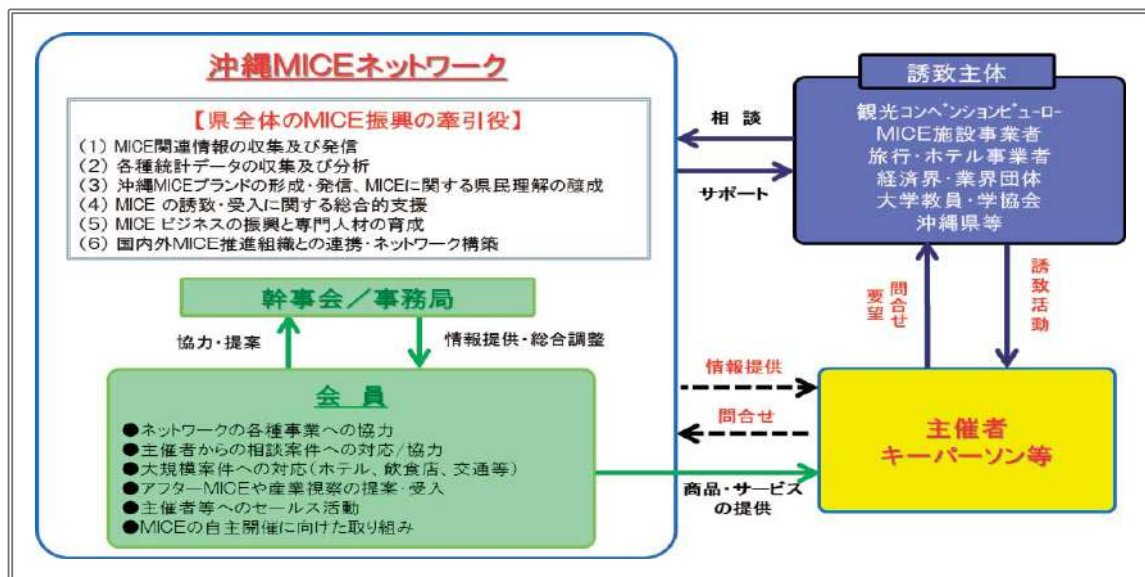 沖縄MICEネットワーク
【県全体のMICE振興の牽引役】
(1) MICE関連情報の収集及び発信
(2) 各種統計データの収集及び分析
(3) 沖縄MICEブランドの形成・発信、MICEに関する県民理解の醸成
(4) MICE の誘致・受入に関する総合的支援
(5) MICE ビジネスの振興と専門人材の育成
(6) 国内外MICE推進組織との連携・ネットワーク構築
幹事会／事務局
協力・提案
情報提供・総合調整
会 員
●ネットワークの各種事業への協力
●主催者からの相談案件への対応/協力
●大規模案件への対応(ホテル、飲食店、交通等)
●アフターMICEや産業視察の提案・受入
●主催者等へのセールス活動
●MICEの自主開催に向けた取り組み
相 談
サポート
誘致主体
観光コンベンションビューロー
MICE施設事業者
旅行・ホテル事業者
経済界・業界団体
大学教員・学協会
沖縄県等
問合せ
要望
誘致活動
情報提供
問合せ
商品・サービス
の提供
主催者
キーパーソン等